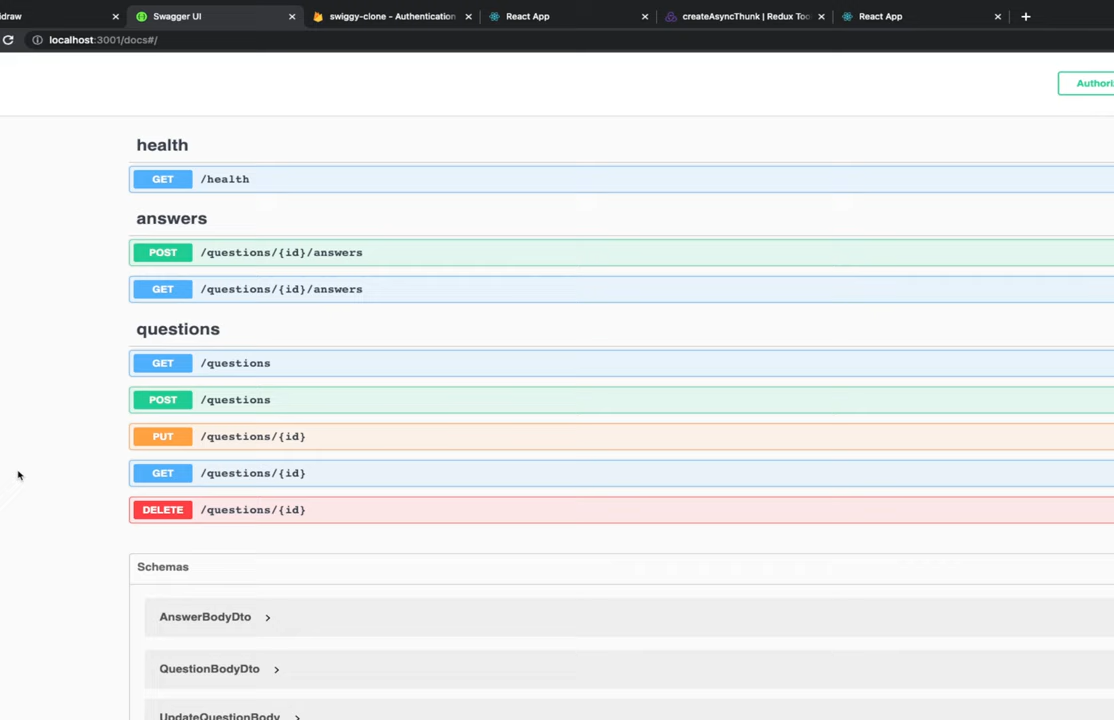 idraw
Swagger UI
swiggy-clone - Authentication
React App
createAsyncThunk | Redux Too
React App
localhost:3001/docs#/
Authori
health
GET /health
answers
POST /questions/{id}/answers
GET /questions/{id}/answers
questions
GET /questions
POST /questions
PUT /questions/{id}
GET /questions/{id}
DELETE /questions/{id}
Schemas
AnswerBodyDto
QuestionBodyDto
UpdateQuestionBody